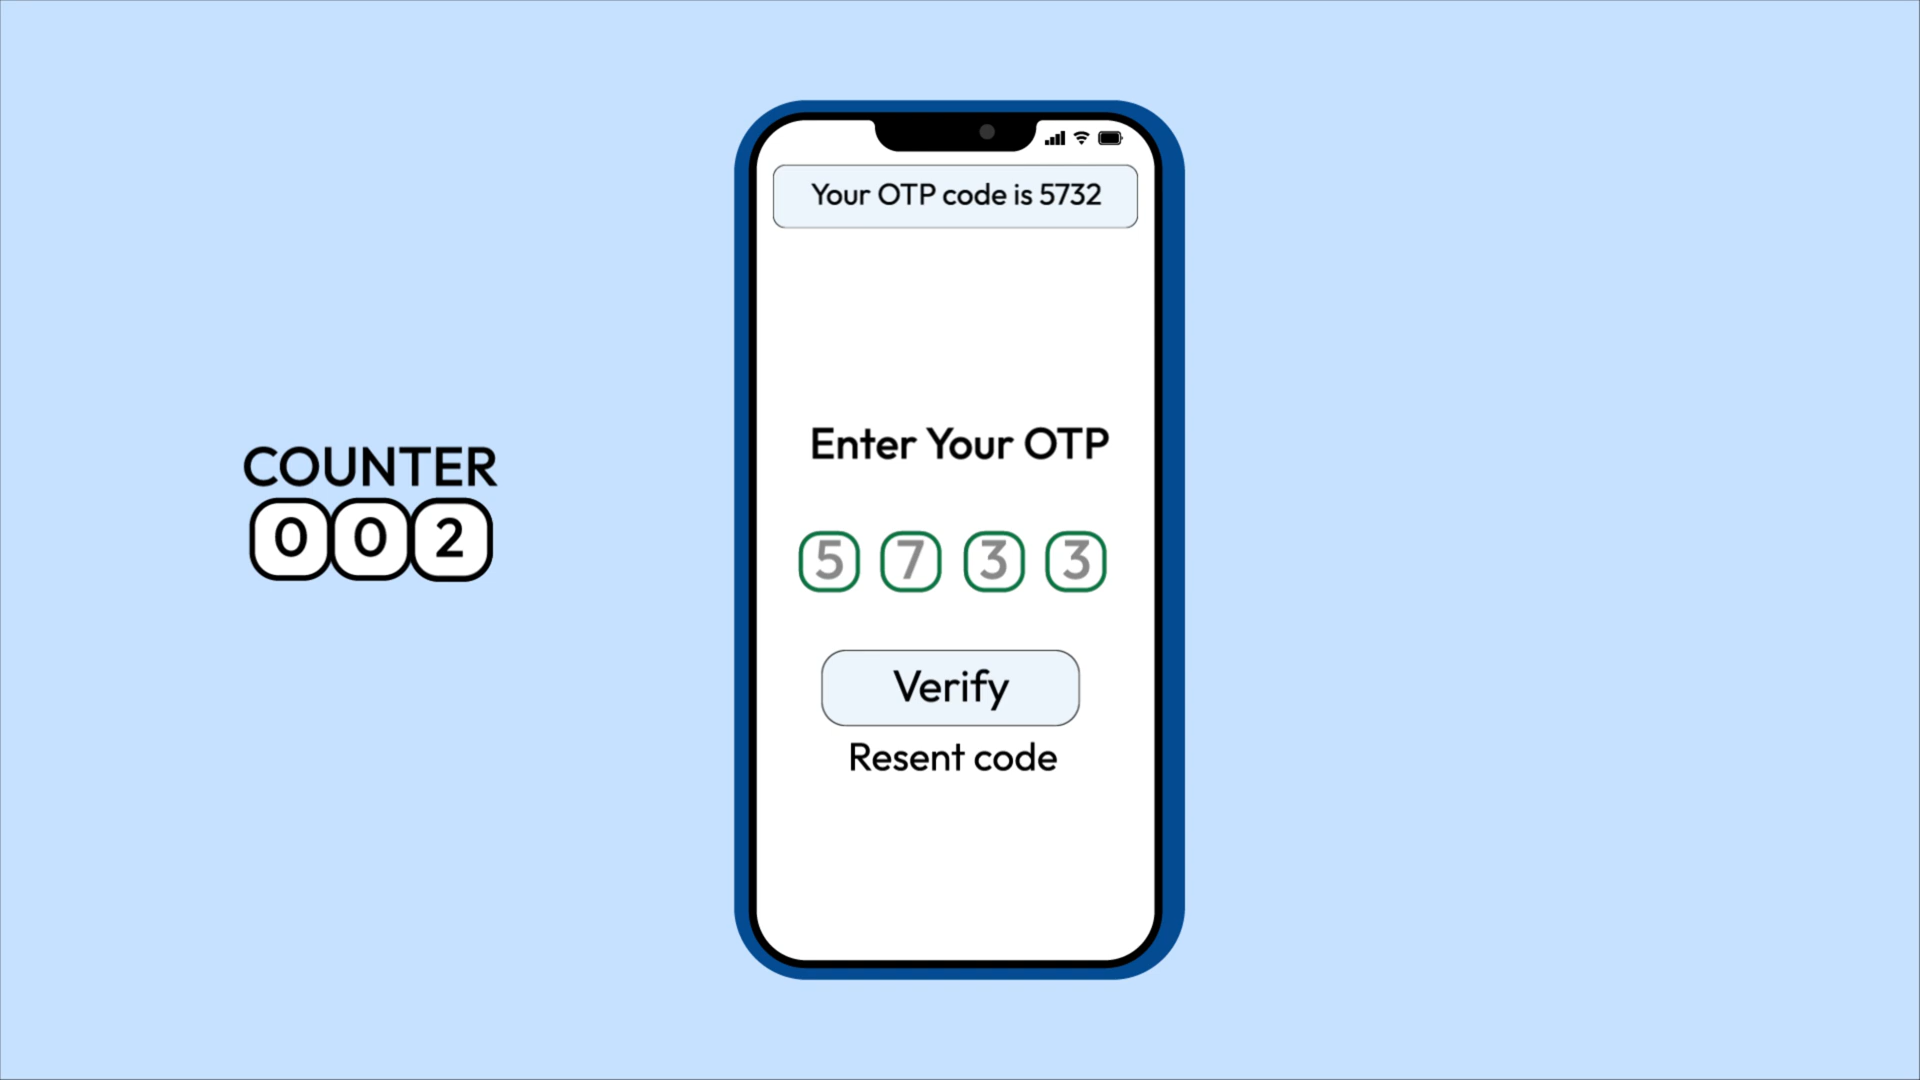 Your OTP code is 5732
Enter Your OTP
COUNTER
0 0 2
5 7 3 3
Verify
Resent code